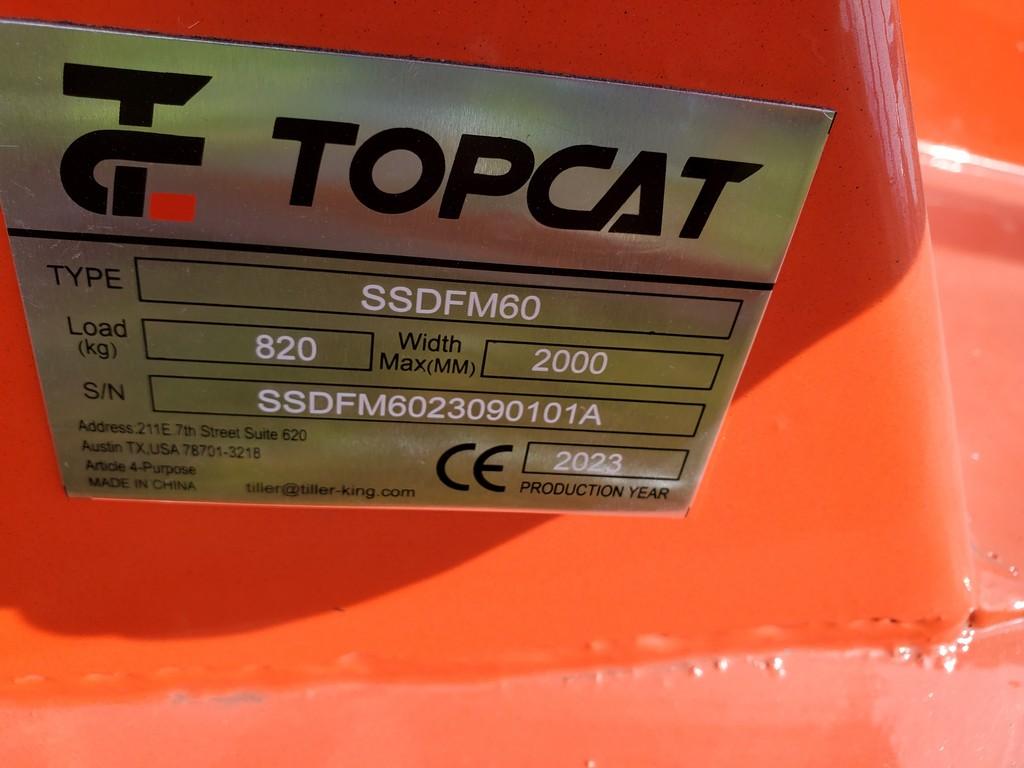 TOPCAT
TYPE SSDFM60
Load (kg) 820 Width Max(MM) 2000
S/N SSDFM6023090101A
Address:211E.7th Street Suite 620
Austin TX,USA 78701-3218
Article 4-Purpose
MADE IN CHINA
tiller@tiller-king.com
CE 2023
PRODUCTION YEAR